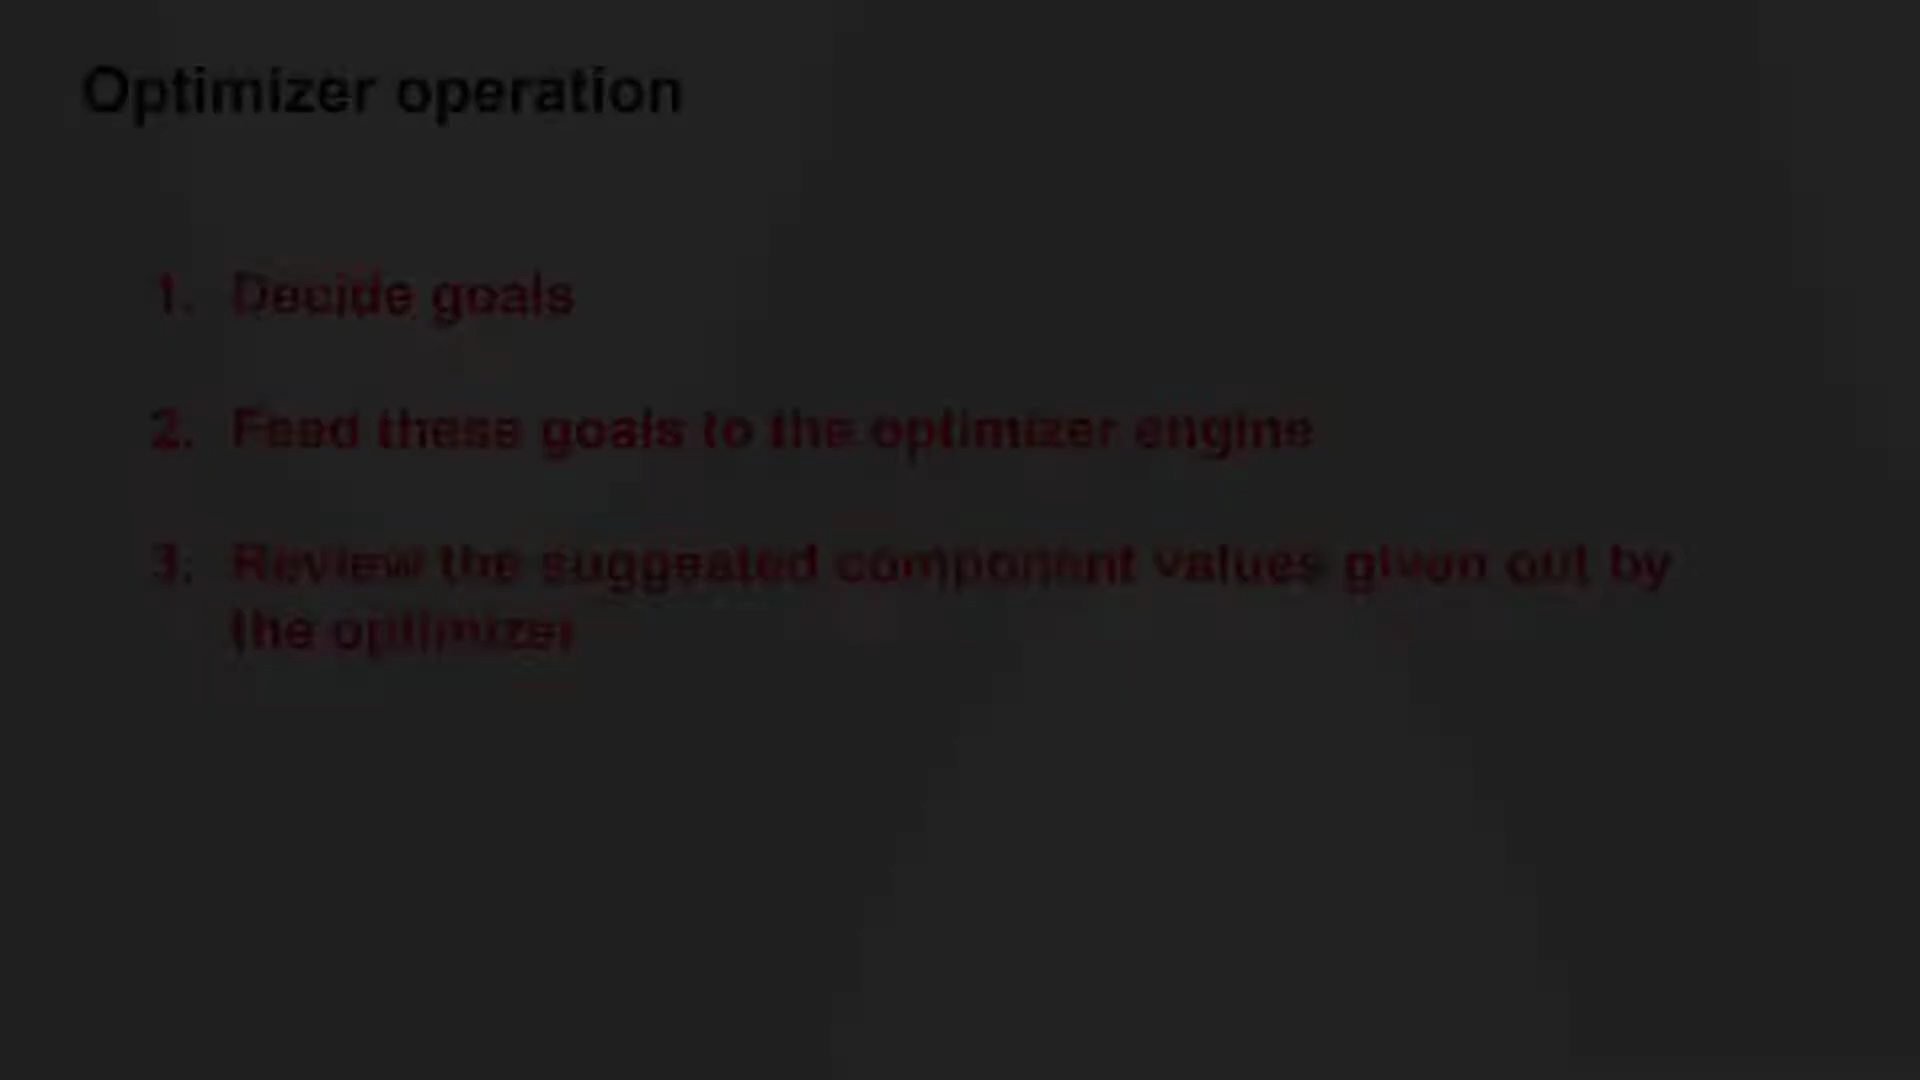 Optimizer operation
1. Decide goals
2. Feed these goals to the optimizer engine
3. Review the suggested component values given out by
the optimizer